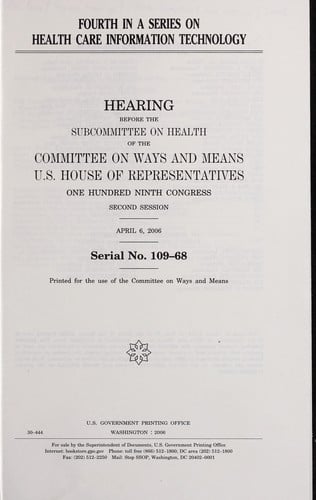 FOURTH IN A SERIES ON
HEALTH CARE INFORMATION TECHNOLOGY
HEARING
BEFORE THE
SUBCOMMITTEE ON HEALTH
OF THE
COMMITTEE ON WAYS AND MEANS
U.S. HOUSE OF REPRESENTATIVES
ONE HUNDRED NINTH CONGRESS
SECOND SESSION
APRIL 6, 2006
Serial No. 109–68
Printed for the use of the Committee on Ways and Means
U.S. GOVERNMENT PRINTING OFFICE
30–444 WASHINGTON : 2006
For sale by the Superintendent of Documents, U.S. Government Printing Office
Internet: bookstore.gpo.gov Phone: toll free (866) 512–1800; DC area (202) 512–1800
Fax: (202) 512–2250 Mail: Stop SSOP, Washington, DC 20402–0001